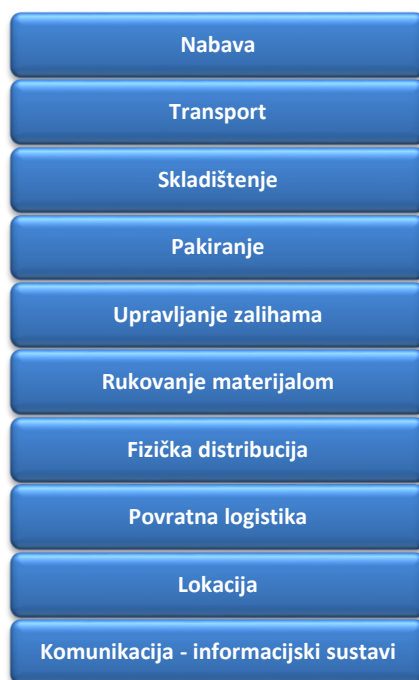 Nabava
Transport
Skladištenje
Pakiranje
Upravljanje zalihama
Rukovanje materijalom
Fizička distribucija
Povratna logistika
Lokacija
Komunikacija - informacijski sustavi